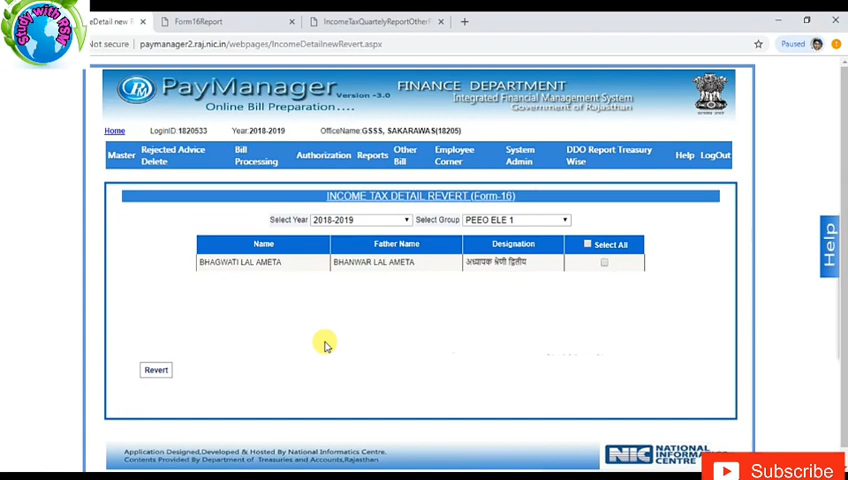 Study with RSM
eDetail new R
Form16Report
IncomeTaxQuartelyReportOtherF
Not secure
paymanager2.raj.nic.in/webpages/IncomeDetailnewRevert.aspx
Paused
PayManager Version -3.0
Online Bill Preparation....
FINANCE DEPARTMENT
Integrated Financial Management System
Government of Rajasthan
Home LoginID:1820533 Year:2018-2019 OfficeName:GSSS, SAKARAWAS(18205)
Master Rejected Advice Delete Bill Processing Authorization Reports Other Bill Employee Corner System Admin DDO Report Treasury Wise Help LogOut
INCOME TAX DETAIL REVERT (Form-16)
Select Year 2018-2019 Select Group PEEO ELE 1
Name Father Name Designation Select All
BHAGWATI LAL AMETA BHANWAR LAL AMETA अध्यापक श्रेणी द्वितीय
Help
Revert
Application Designed,Developed & Hosted By National Informatics Centre.
Contents Provided By Department of Treasuries and Accounts,Rajasthan
NIC NATIONAL
INFORMATICS
CENTRE
Subscribe